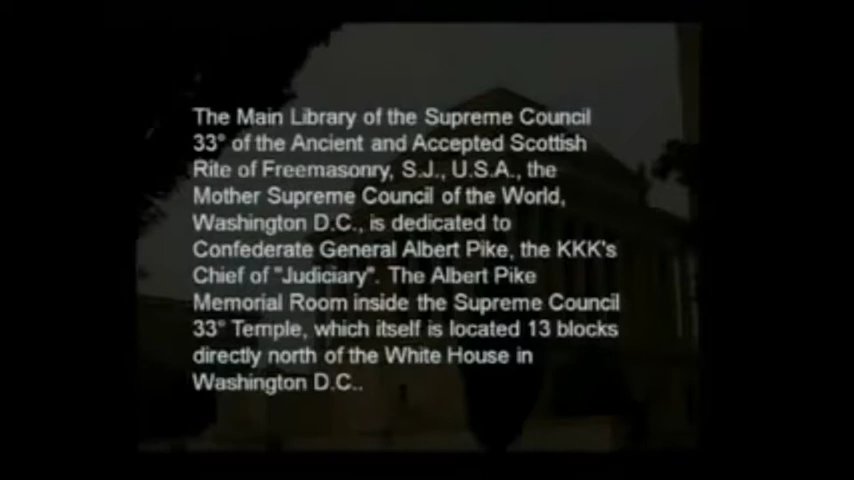 The Main Library of the Supreme Council
33° of the Ancient and Accepted Scottish
Rite of Freemasonry, S.J., U.S.A., the
Mother Supreme Council of the World,
Washington D.C., is dedicated to
Confederate General Albert Pike, the KKK's
Chief of "Judiciary". The Albert Pike
Memorial Room inside the Supreme Council
33° Temple, which itself is located 13 blocks
directly north of the White House in
Washington D.C..